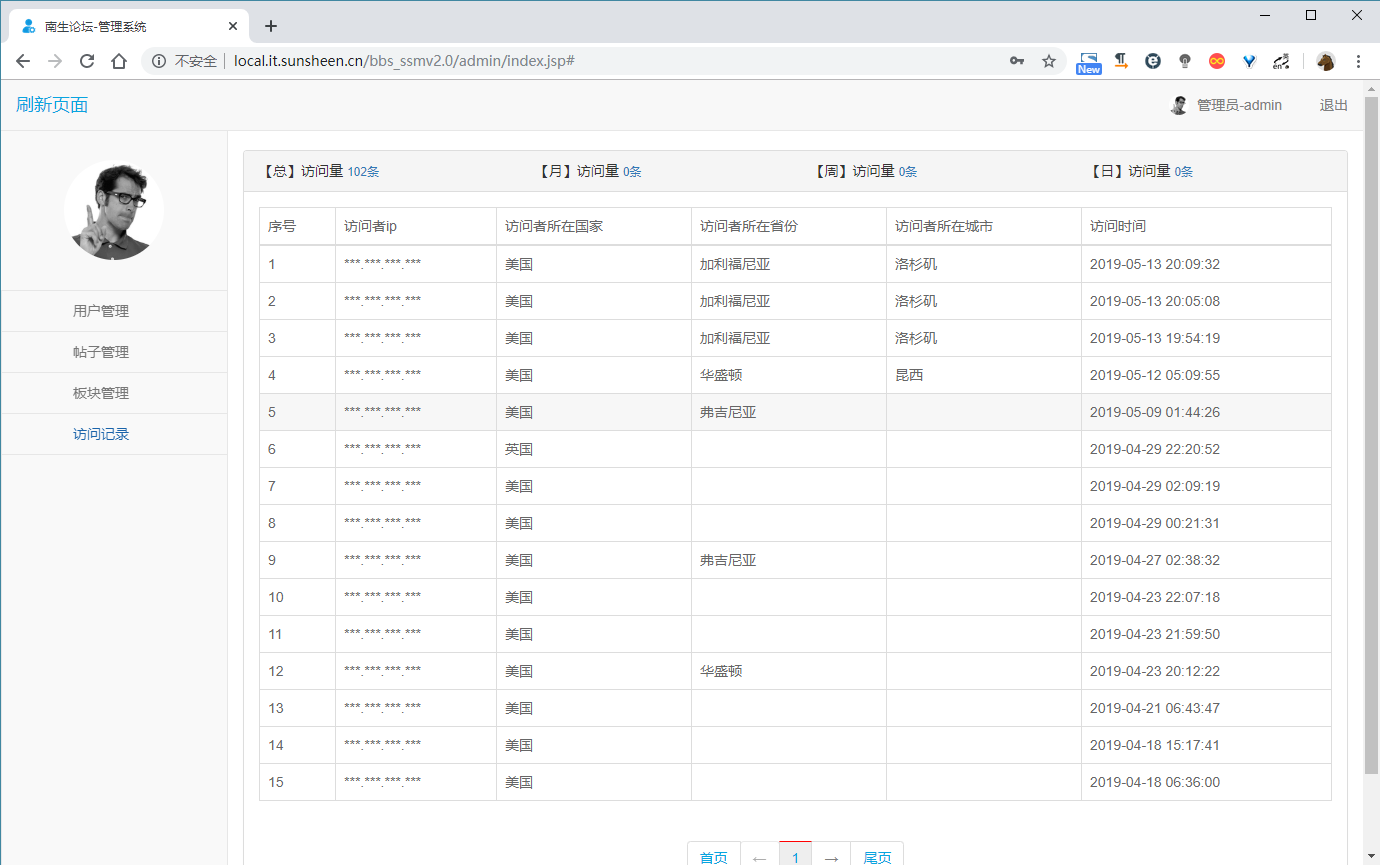 南生论坛-管理系统
不安全 local.it.sunsheen.cn/bbs_ssmv2.0/admin/index.jsp#
New
en
刷新页面 管理员-admin 退出
【总】访问量 102条 【月】访问量 0条 【周】访问量 0条 【日】访问量 0条
用户管理
帖子管理
板块管理
访问记录
序号 访问者ip 访问者所在国家 访问者所在省份 访问者所在城市 访问时间
1 ***.***.***.*** 美国 加利福尼亚 洛杉矶 2019-05-13 20:09:32
2 ***.***.***.*** 美国 加利福尼亚 洛杉矶 2019-05-13 20:05:08
3 ***.***.***.*** 美国 加利福尼亚 洛杉矶 2019-05-13 19:54:19
4 ***.***.***.*** 美国 华盛顿 昆西 2019-05-12 05:09:55
5 ***.***.***.*** 美国 弗吉尼亚 2019-05-09 01:44:26
6 ***.***.***.*** 英国 2019-04-29 22:20:52
7 ***.***.***.*** 美国 2019-04-29 02:09:19
8 ***.***.***.*** 美国 2019-04-29 00:21:31
9 ***.***.***.*** 美国 弗吉尼亚 2019-04-27 02:38:32
10 ***.***.***.*** 美国 2019-04-23 22:07:18
11 ***.***.***.*** 美国 2019-04-23 21:59:50
12 ***.***.***.*** 美国 华盛顿 2019-04-23 20:12:22
13 ***.***.***.*** 美国 2019-04-21 06:43:47
14 ***.***.***.*** 美国 2019-04-18 15:17:41
15 ***.***.***.*** 美国 2019-04-18 06:36:00
首页 ← 1 → 尾页